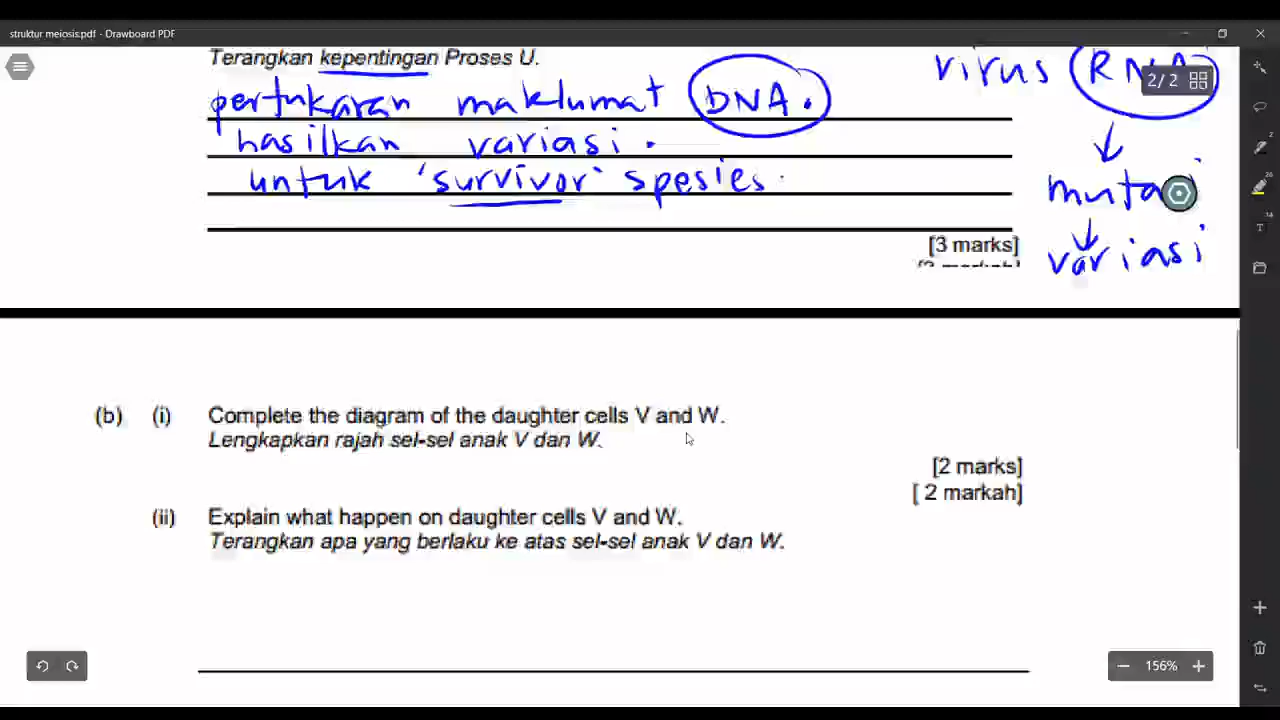 struktur meiosis.pdf - Drawboard PDF
Terangkan kepentingan Proses U.
pertukaran maklumat DNA.
hasilkan variasi.
untuk 'survivor' spesies.
virus RNA
2/2
variasi
[3 marks]
(b) (i) Complete the diagram of the daughter cells V and W.
Lengkapkan rajah sel-sel anak V dan W.
[2 marks]
[ 2 markah]
(ii) Explain what happen on daughter cells V and W.
Terangkan apa yang berlaku ke atas sel-sel anak V dan W.
156%